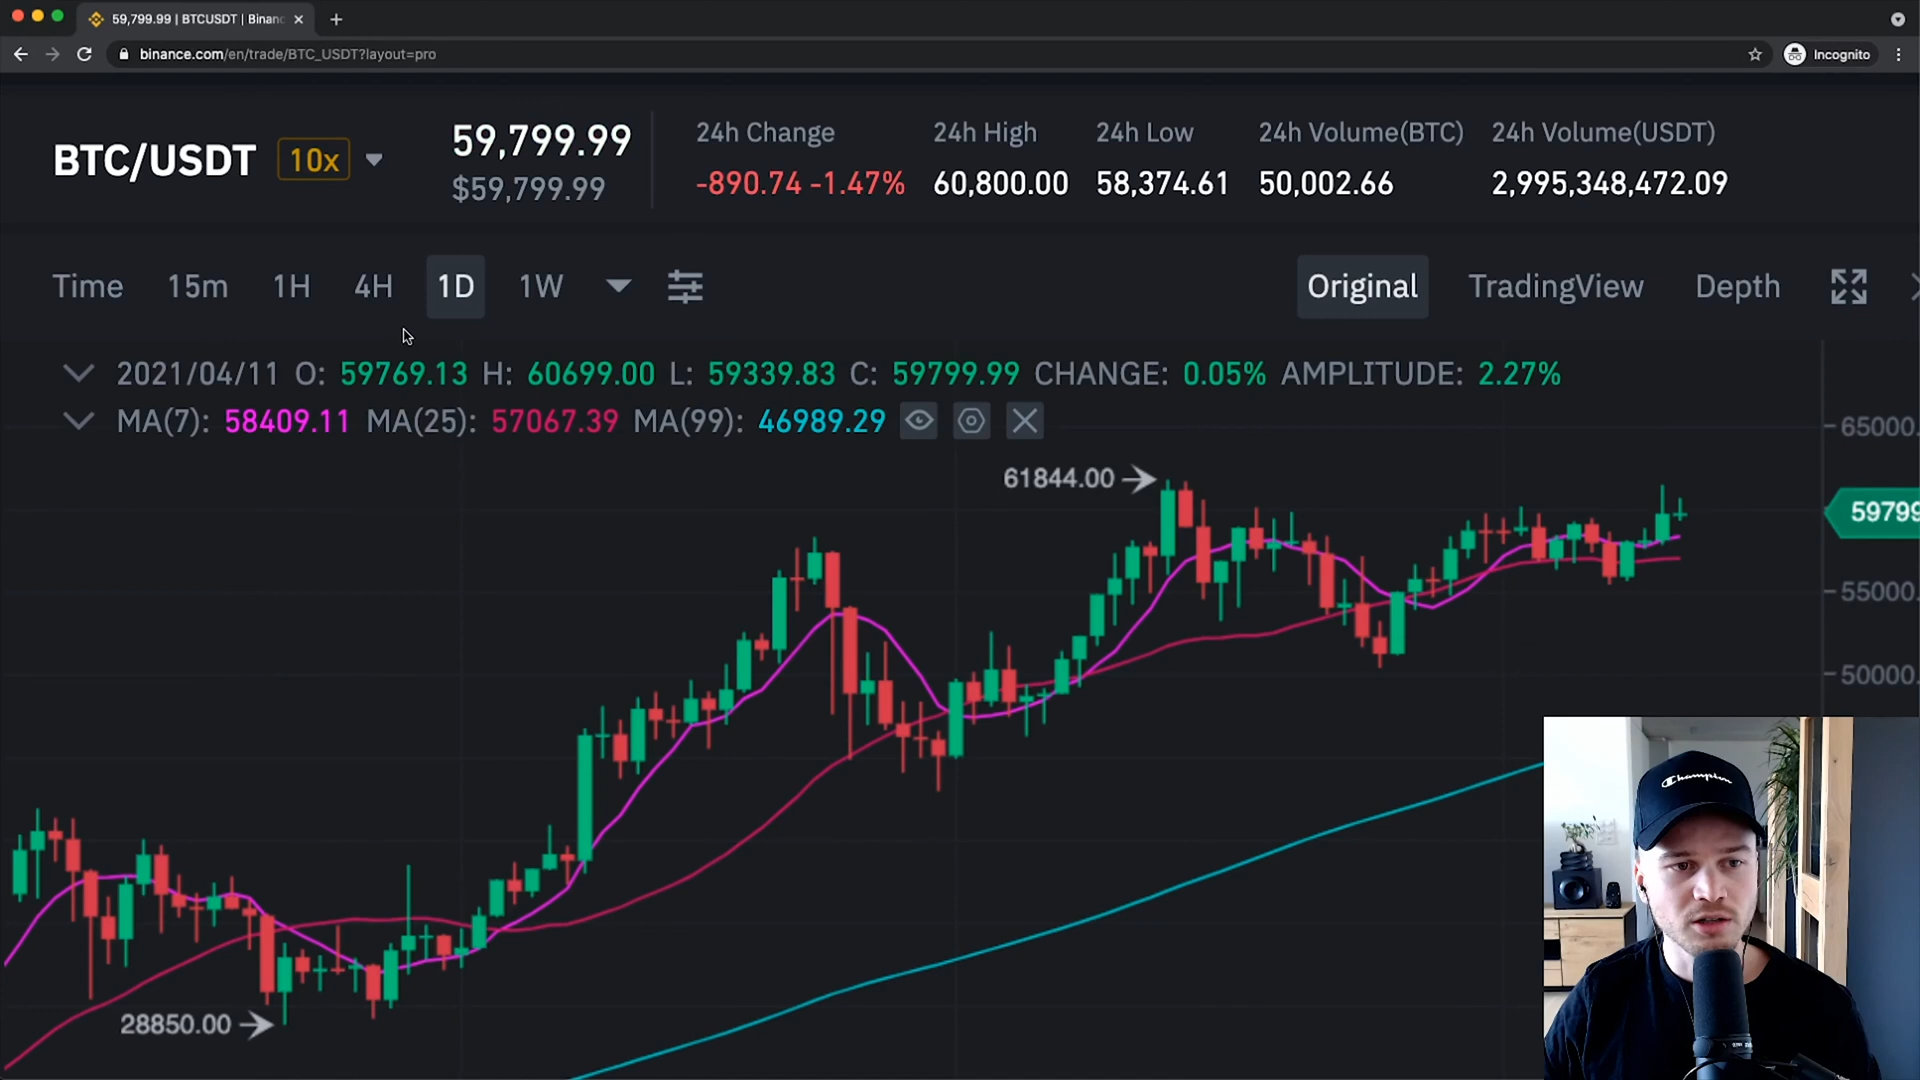 59,799.99 | BTCUSDT | Binanc
binance.com/en/trade/BTC_USDT?layout=pro
Incognito
BTC/USDT 10x
59,799.99
$59,799.99
24h Change
-890.74 -1.47%
24h High
60,800.00
24h Low
58,374.61
24h Volume(BTC)
50,002.66
24h Volume(USDT)
2,995,348,472.09
Time 15m 1H 4H 1D 1W
Original TradingView Depth
2021/04/11 O: 59769.13 H: 60699.00 L: 59339.83 C: 59799.99 CHANGE: 0.05% AMPLITUDE: 2.27%
MA(7): 58409.11 MA(25): 57067.39 MA(99): 46989.29
65000.
61844.00
59799
55000.
50000.
Champion
28850.00